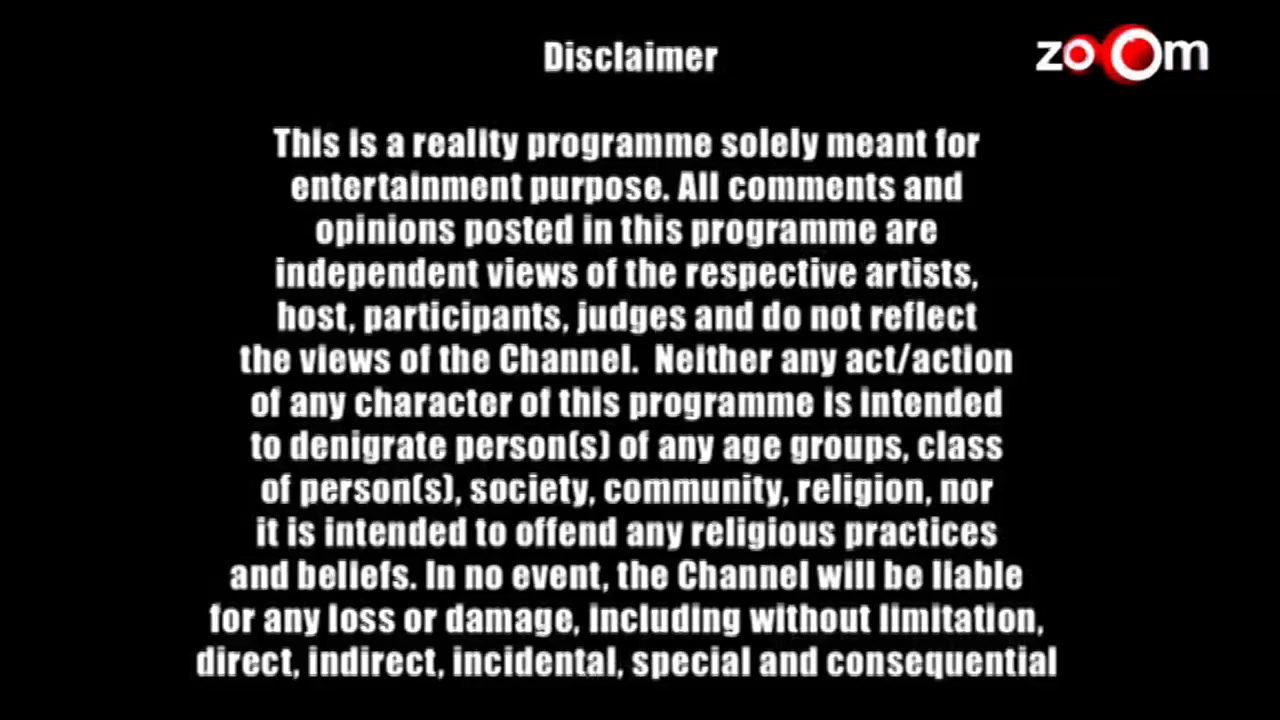 Disclaimer
zoom
This is a reality programme solely meant for
entertainment purpose. All comments and
opinions posted in this programme are
independent views of the respective artists,
host, participants, judges and do not reflect
the views of the Channel.  Neither any act/action
of any character of this programme is intended
to denigrate person(s) of any age groups, class
of person(s), society, community, religion, nor
it is intended to offend any religious practices
and beliefs. In no event, the Channel will be liable
for any loss or damage, including without limitation,
direct, indirect, incidental, special and consequential